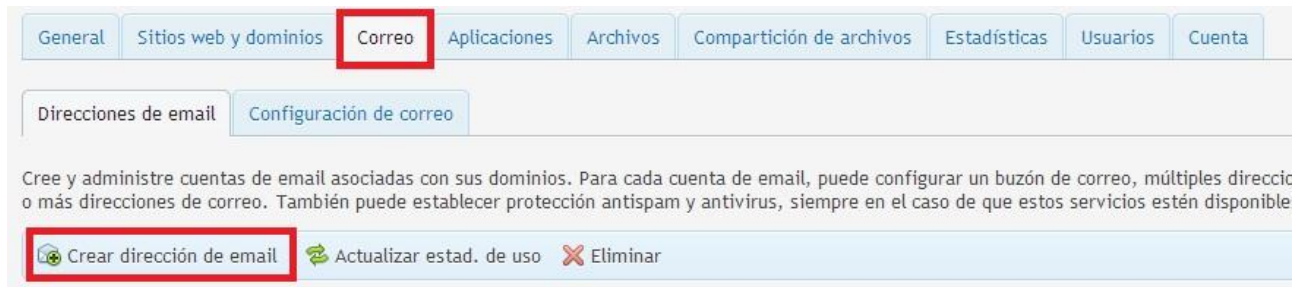 General Sitios web y dominios Correo Aplicaciones Archivos Compartición de archivos Estadísticas Usuarios Cuenta
Direcciones de email Configuración de correo
Cree y administre cuentas de email asociadas con sus dominios. Para cada cuenta de email, puede configurar un buzón de correo, múltiples direccio
o más direcciones de correo. También puede establecer protección antispam y antivirus, siempre en el caso de que estos servicios estén disponible
Crear dirección de email Actualizar estad. de uso Eliminar